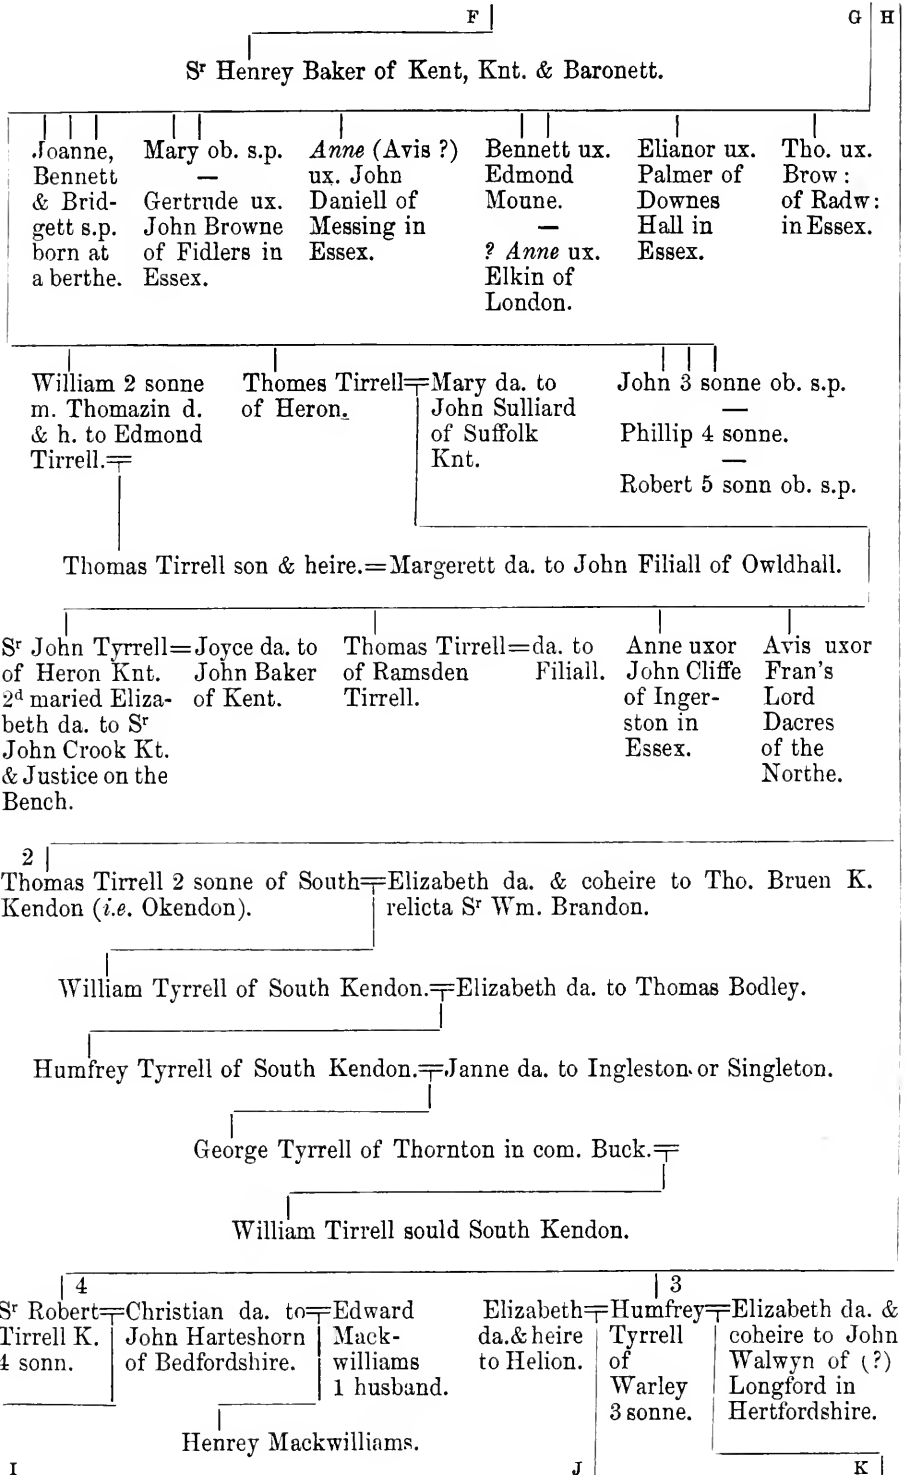 F G H
Sʳ Henrey Baker of Kent, Knt. & Baronett.
Joanne,
Bennett
& Brid-
gett s.p.
born at
a berthe.
Mary ob. s.p.
—
Gertrude ux.
John Browne
of Fidlers in
Essex.
Anne (Avis ?)
ux. John
Daniell of
Messing in
Essex.
Bennett ux.
Edmond
Moune.
—
? Anne ux.
Elkin of
London.
Elianor ux.
Palmer of
Downes
Hall in
Essex.
Tho. ux.
Brow :
of Radw :
in Essex.
William 2 sonne
m. Thomazin d.
& h. to Edmond
Tirrell.=
Thomes Tirrell=
of Heron.
Mary da. to
John Sulliard
of Suffolk
Knt.
John 3 sonne ob. s.p.
—
Phillip 4 sonne.
—
Robert 5 sonn ob. s.p.
Thomas Tirrell son & heire.=Margerett da. to John Filiall of Owldhall.
Sʳ John Tyrrell=
of Heron Knt.
2ᵈ maried Eliza-
beth da. to Sʳ
John Crook Kt.
& Justice on the
Bench.
Joyce da. to
John Baker
of Kent.
Thomas Tirrell=
of Ramsden
Tirrell.
da. to
Filiall.
Anne uxor
John Cliffe
of Inger-
ston in
Essex.
Avis uxor
Fran's
Lord
Dacres
of the
Northe.
2
Thomas Tirrell 2 sonne of South=Elizabeth da. & coheire to Tho. Bruen K.
Kendon (i.e. Okendon). relicta Sʳ Wm. Brandon.
William Tyrrell of South Kendon.=Elizabeth da. to Thomas Bodley.
Humfrey Tyrrell of South Kendon.=Janne da. to Ingleston or Singleton.
George Tyrrell of Thornton in com. Buck.=
William Tirrell sould South Kendon.
4
Sʳ Robert=
Tirrell K.
4 sonn.
Christian da. to=
John Harteshorn
of Bedfordshire.
Edward
Mack-
williams
1 husband.
Henrey Mackwilliams.
3
Elizabeth=
da. & heire
to Helion.
Humfrey=
Tyrrell
of
Warley
3 sonne.
Elizabeth da. &
coheire to John
Walwyn of (?)
Longford in
Hertfordshire.
I J K